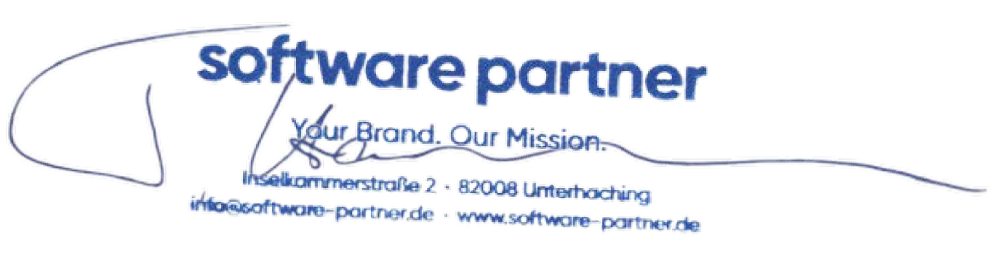 software partner
Your Brand. Our Mission.
Inselkammerstraße 2 · 82008 Unterhaching
info@software-partner.de · www.software-partner.de